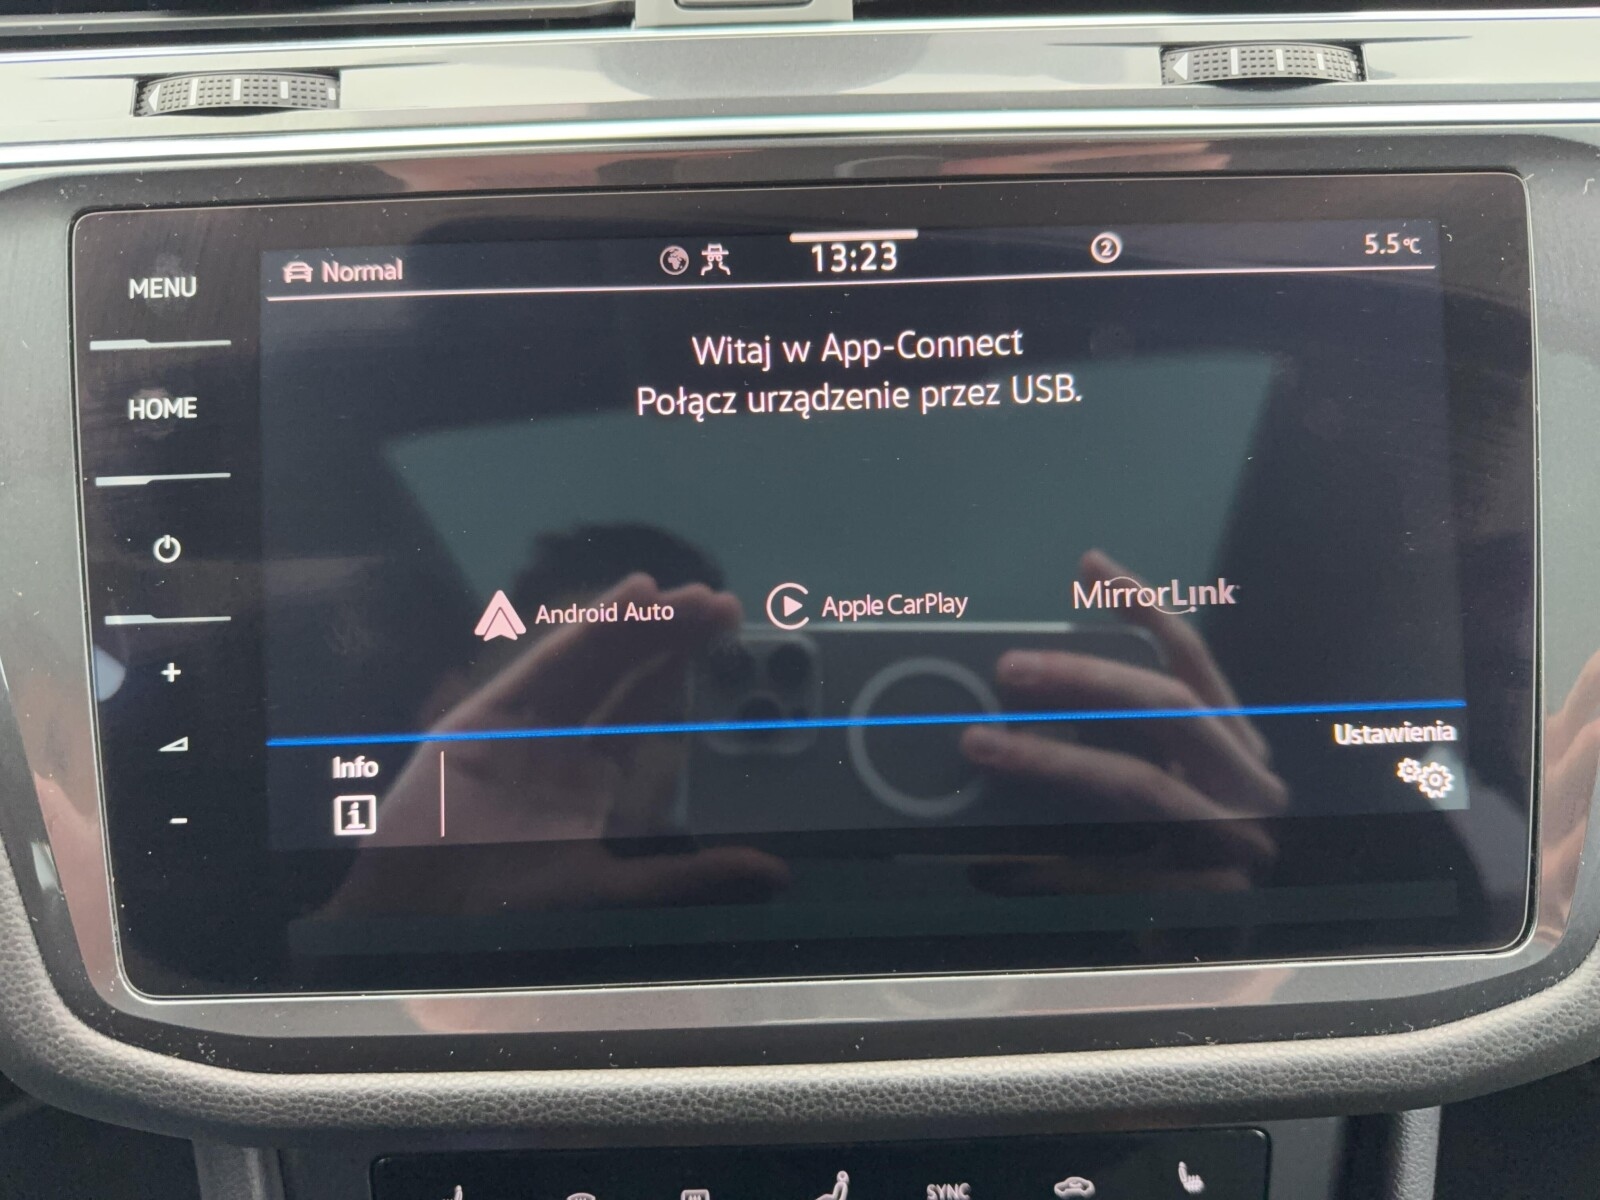 MENU
HOME
Normal
13:23
2
5.5°C
Witaj w App-Connect
Połącz urządzenie przez USB.
Android Auto
Apple CarPlay
MirrorLink
Info
i
Ustawienia
SYNC